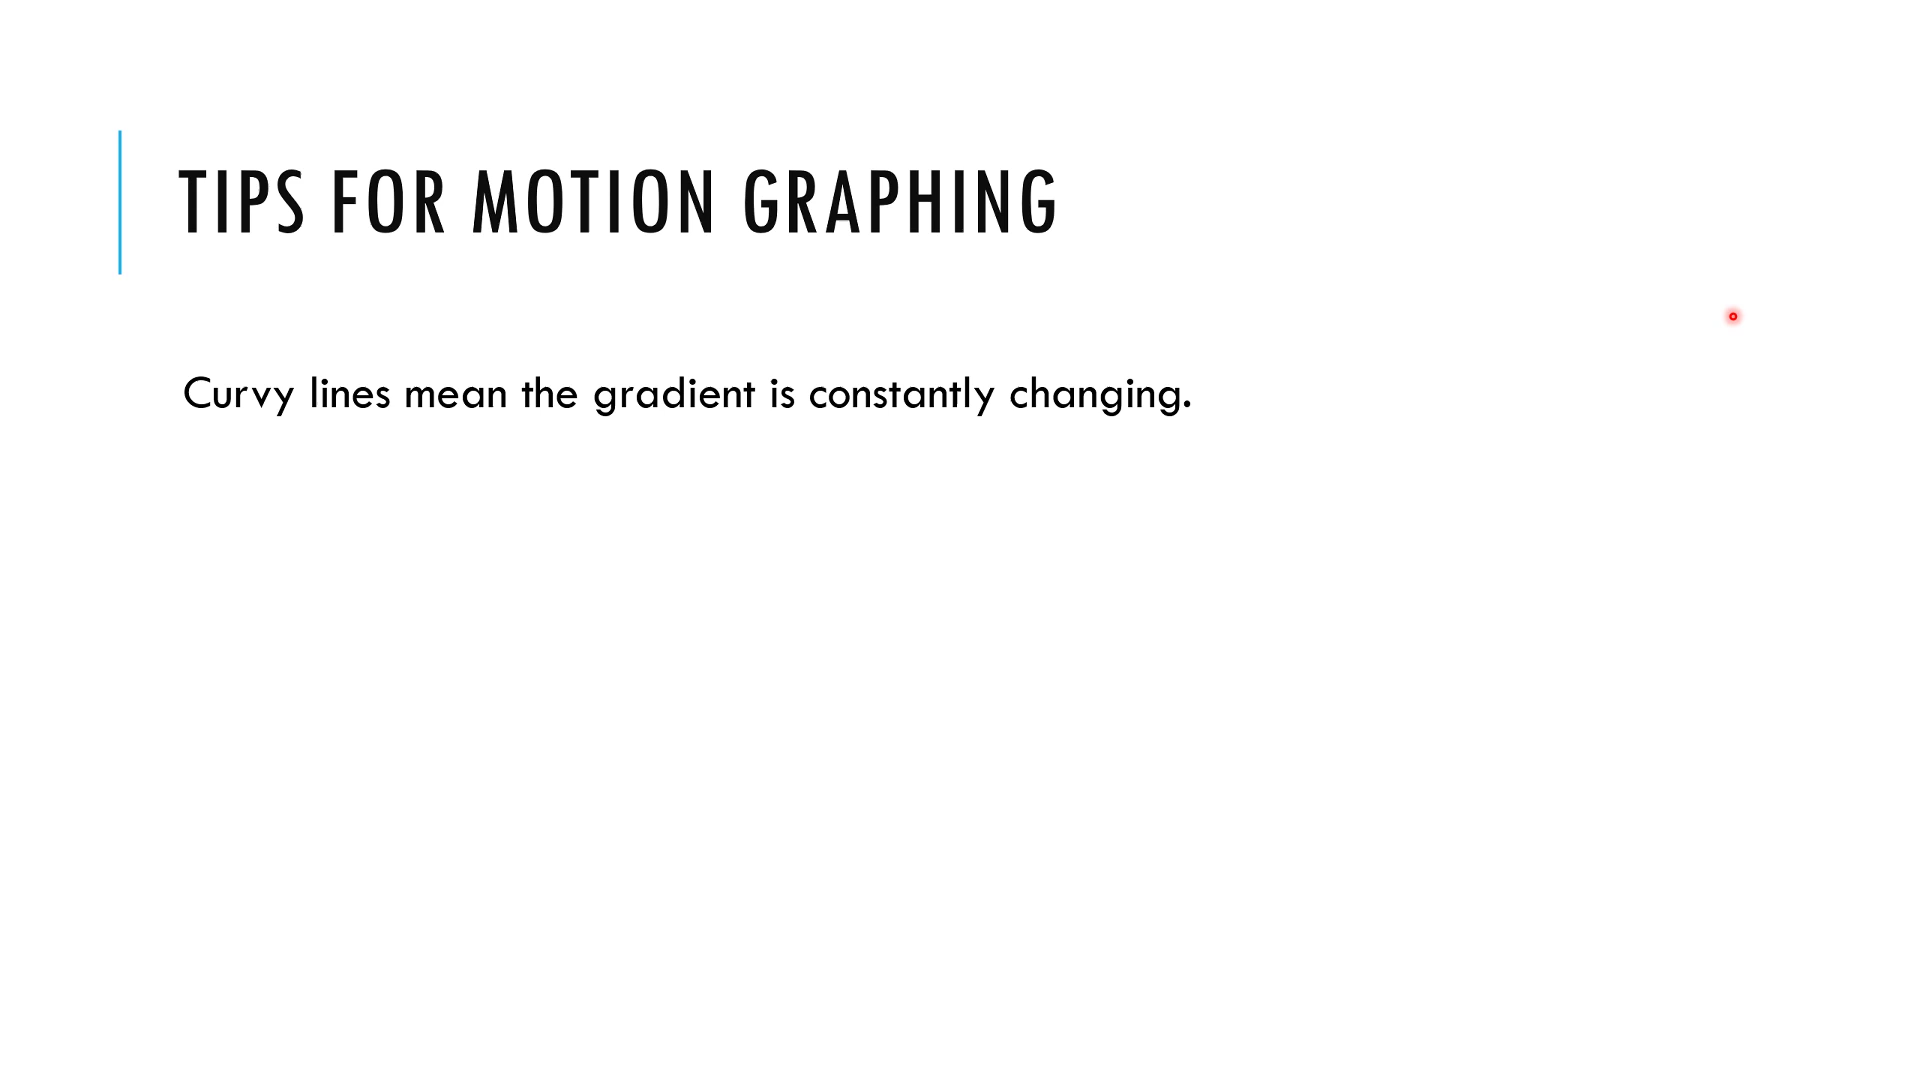 TIPS FOR MOTION GRAPHING
Curvy lines mean the gradient is constantly changing.